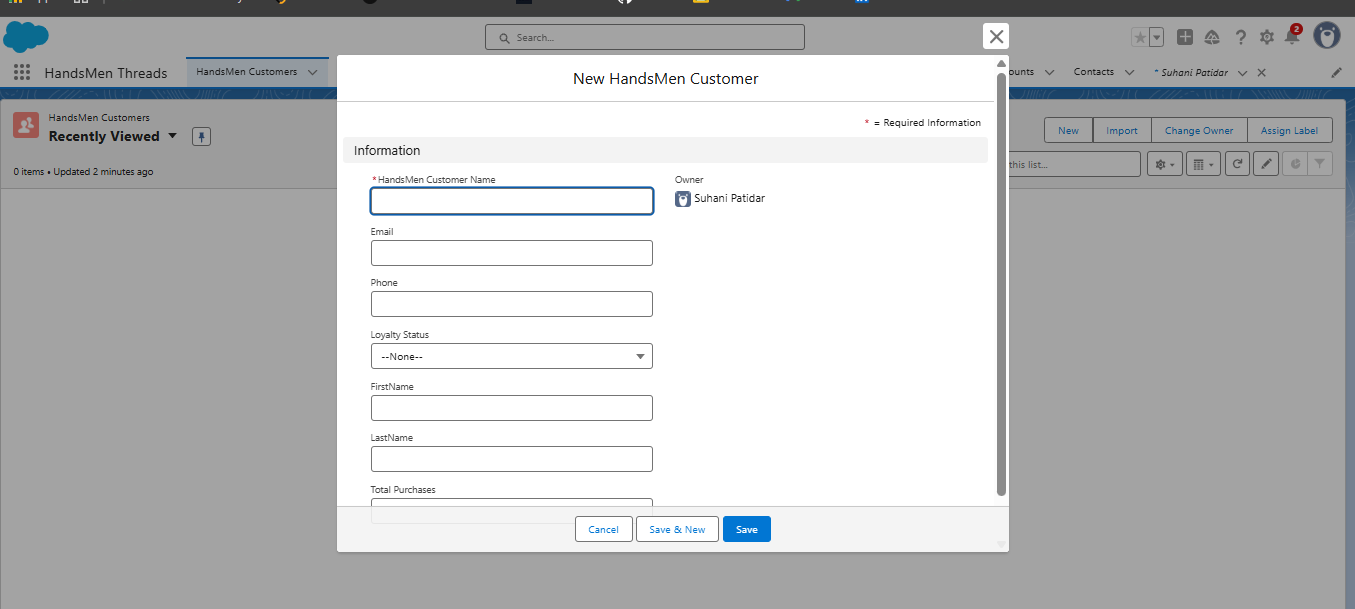 Search...
2
HandsMen Threads
HandsMen Customers
ounts
Contacts
* Suhani Patidar
New HandsMen Customer
* = Required Information
HandsMen Customers
Recently Viewed
0 items • Updated 2 minutes ago
New
Import
Change Owner
Assign Label
this list...
Information
*HandsMen Customer Name
Owner
Suhani Patidar
Email
Phone
Loyalty Status
--None--
FirstName
LastName
Total Purchases
Cancel
Save & New
Save